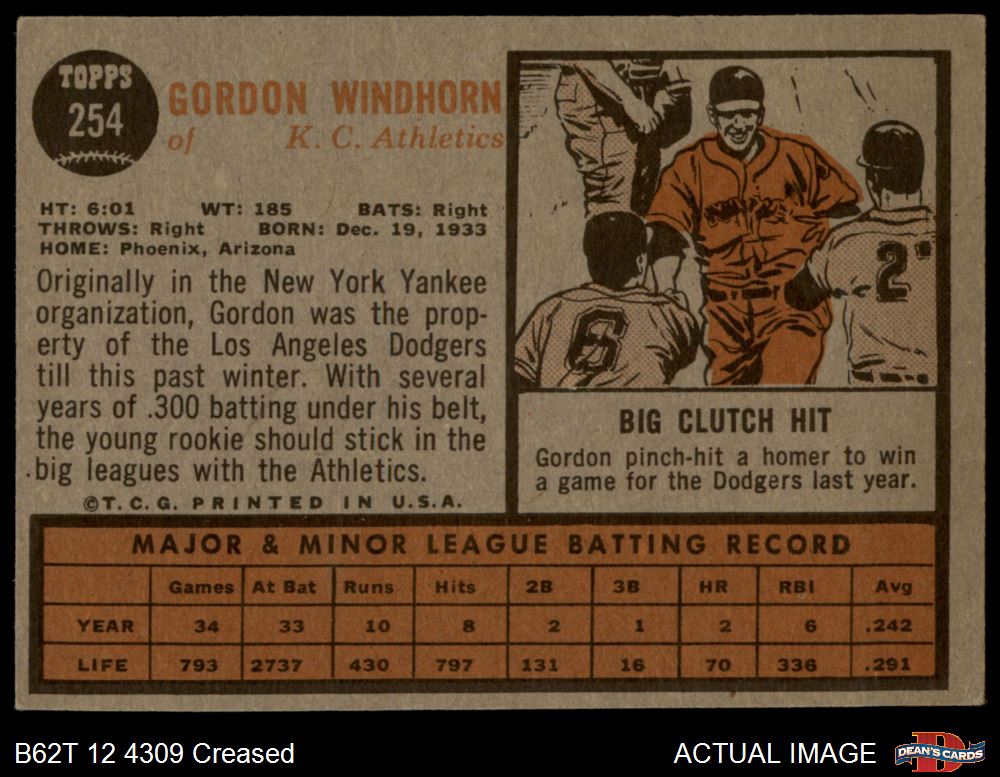 TOPPS
254
GORDON WINDHORN
of K. C. Athletics
HT: 6:01 WT: 185 BATS: Right
THROWS: Right BORN: Dec. 19, 1933
HOME: Phoenix, Arizona
Originally in the New York Yankee
organization, Gordon was the prop-
erty of the Los Angeles Dodgers
till this past winter. With several
years of .300 batting under his belt,
the young rookie should stick in the
big leagues with the Athletics.
©T. C. G. PRINTED IN U.S.A.
6
2
BIG CLUTCH HIT
Gordon pinch-hit a homer to win
a game for the Dodgers last year.
MAJOR & MINOR LEAGUE BATTING RECORD
Games At Bat Runs Hits 2B 3B HR RBI Avg
YEAR 34 33 10 8 2 1 2 6 .242
LIFE 793 2737 430 797 131 16 70 336 .291
B62T 12 4309 Creased
ACTUAL IMAGE
D
DEAN'S CARDS